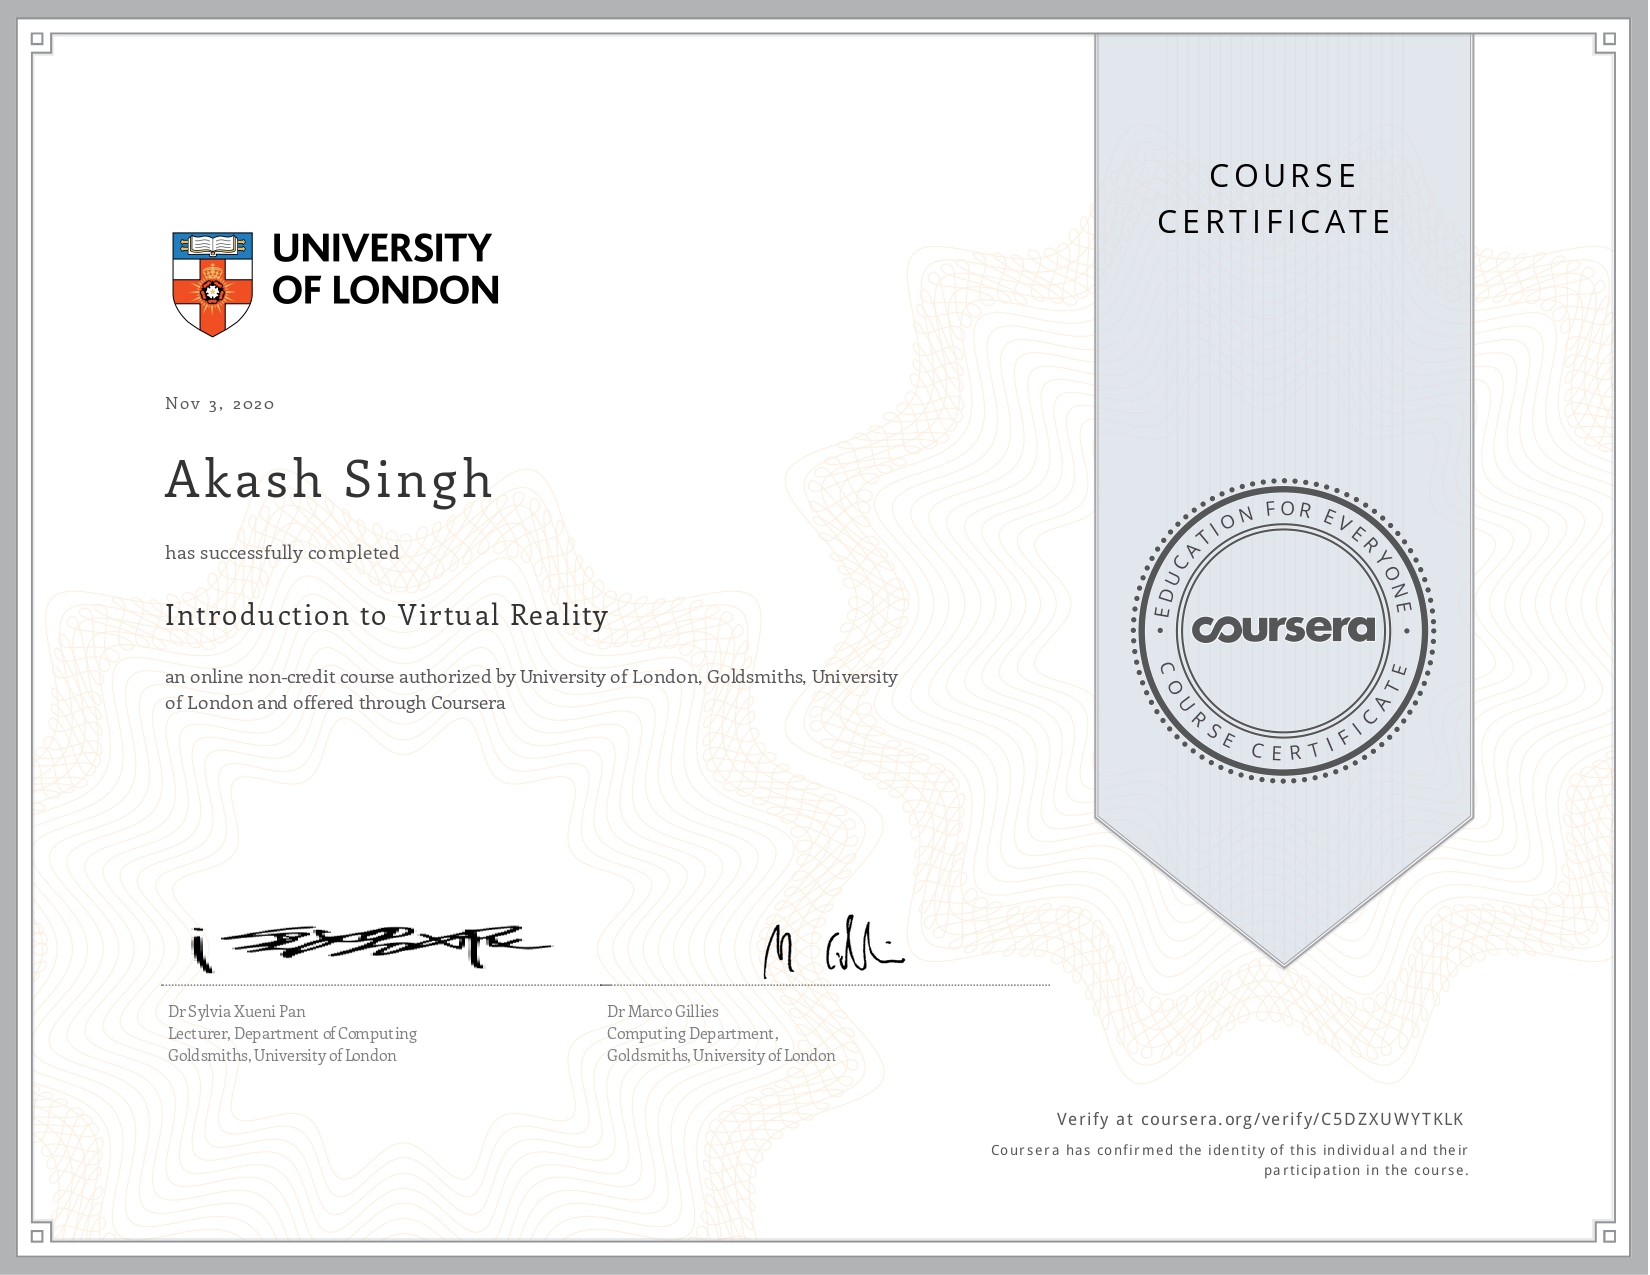 COURSE
CERTIFICATE
UNIVERSITY
OF LONDON
Nov 3, 2020
Akash Singh
has successfully completed
Introduction to Virtual Reality
an online non-credit course authorized by University of London, Goldsmiths, University
of London and offered through Coursera
EDUCATION FOR EVERYONE
coursera
COURSE CERTIFICATE
M Gillies
Dr Sylvia Xueni Pan
Lecturer, Department of Computing
Goldsmiths, University of London
Dr Marco Gillies
Computing Department,
Goldsmiths, University of London
Verify at coursera.org/verify/C5DZXUWYTKLK
Coursera has confirmed the identity of this individual and their
participation in the course.